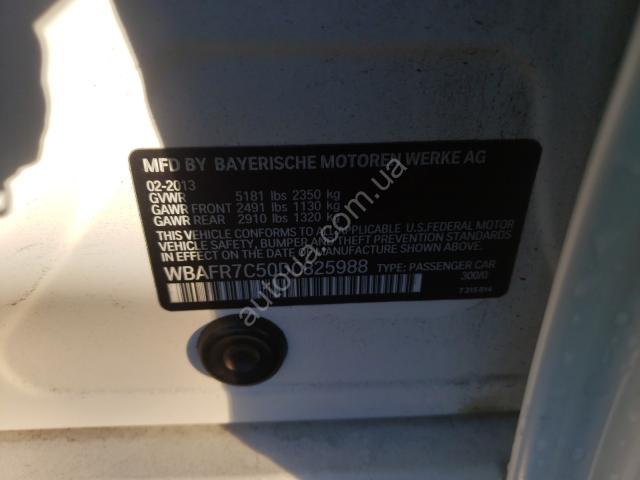 MFD BY BAYERISCHE MOTOREN WERKE AG
02-2013
GVWR 5181 lbs 2350 kg
GAWR FRONT 2491 lbs 1130 kg
GAWR REAR 2910 lbs 1320 kg
THIS VEHICLE CONFORMS TO ALL APPLICABLE U.S. FEDERAL MOTOR
VEHICLE SAFETY, BUMPER, AND THEFT PREVENTION STANDARDS
IN EFFECT ON THE DATE OF MANUFACTURE SHOWN ABOVE.
TYPE: PASSENGER CAR
300/0
7 315 614
autoua.com.ua